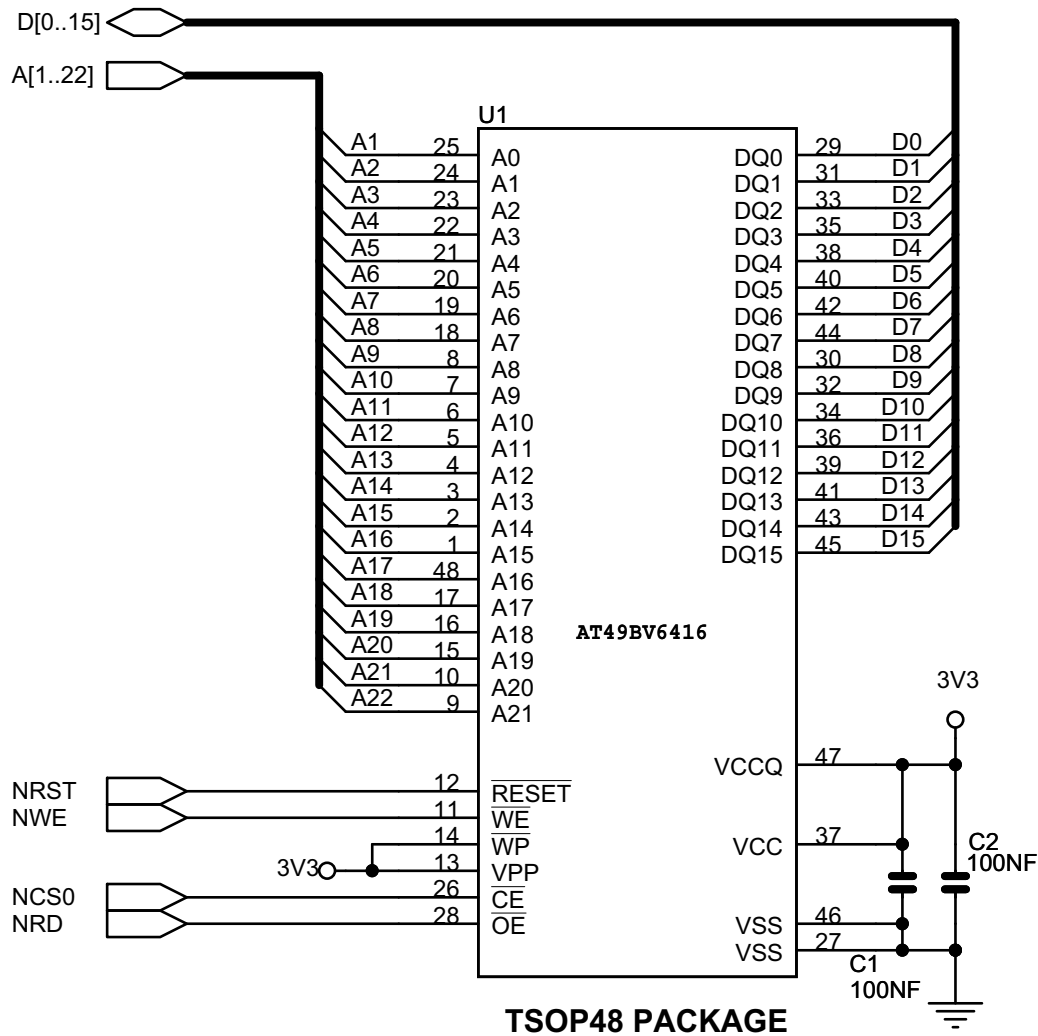 D[0..15]
A[1..22]
U1
A1 25 A0 DQ0 29 D0
A2 24 A1 DQ1 31 D1
A3 23 A2 DQ2 33 D2
A4 22 A3 DQ3 35 D3
A5 21 A4 DQ4 38 D4
A6 20 A5 DQ5 40 D5
A7 19 A6 DQ6 42 D6
A8 18 A7 DQ7 44 D7
A9 8 A8 DQ8 30 D8
A10 7 A9 DQ9 32 D9
A11 6 A10 DQ10 34 D10
A12 5 A11 DQ11 36 D11
A13 4 A12 DQ12 39 D12
A14 3 A13 DQ13 41 D13
A15 2 A14 DQ14 43 D14
A16 1 A15 DQ15 45 D15
A17 48 A16
A18 17 A17
A19 16 A18 AT49BV6416
A20 15 A19
A21 10 A20
A22 9 A21
3V3
VCCQ 47
NRST 12 RESET
NWE 11 WE
14 WP VCC 37 C2
3V3 13 VPP 100NF
NCS0 26 CE
NRD 28 OE VSS 46
VSS 27
C1
100NF
TSOP48 PACKAGE